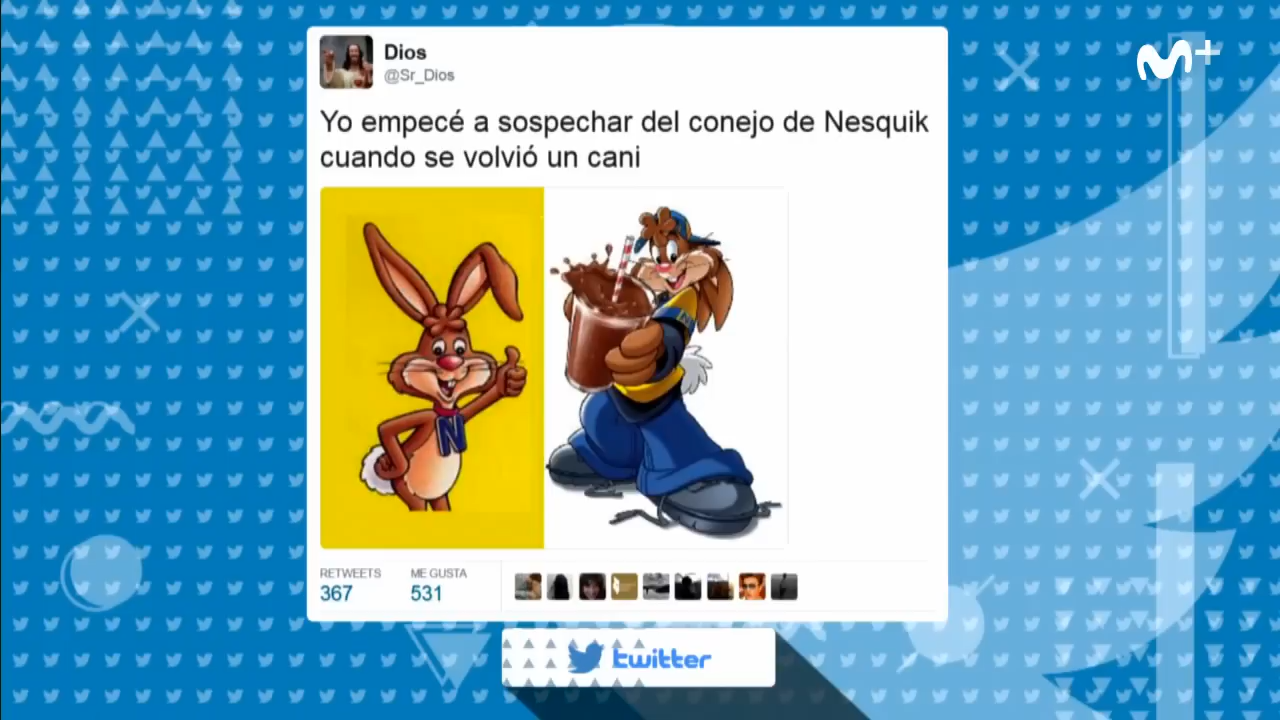 M+
Dios
@Sr_Dios
Yo empecé a sospechar del conejo de Nesquik
cuando se volvió un cani
N
N
RETWEETS
ME GUSTA
367
531
twitter